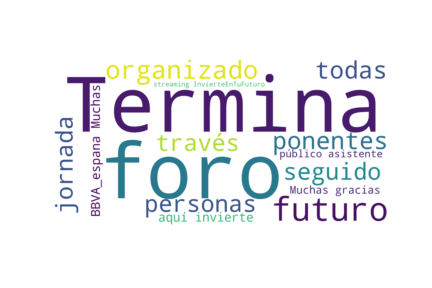 organizado
todas
streaming InvierteEnTuFuturo
Termina
jornada
BBVA_espana Muchas
través
ponentes
público asistente
foro
seguido
Muchas gracias
personas
futuro
aquí invierte